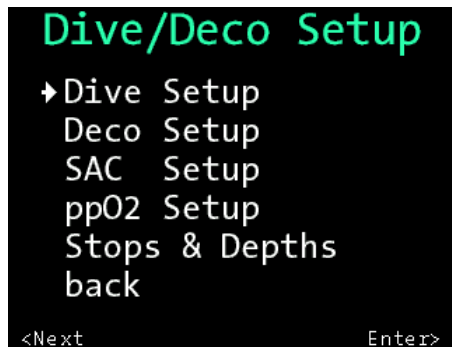 Dive/Deco Setup
Dive Setup
Deco Setup
SAC Setup
ppO2 Setup
Stops & Depths
back
<Next Enter>